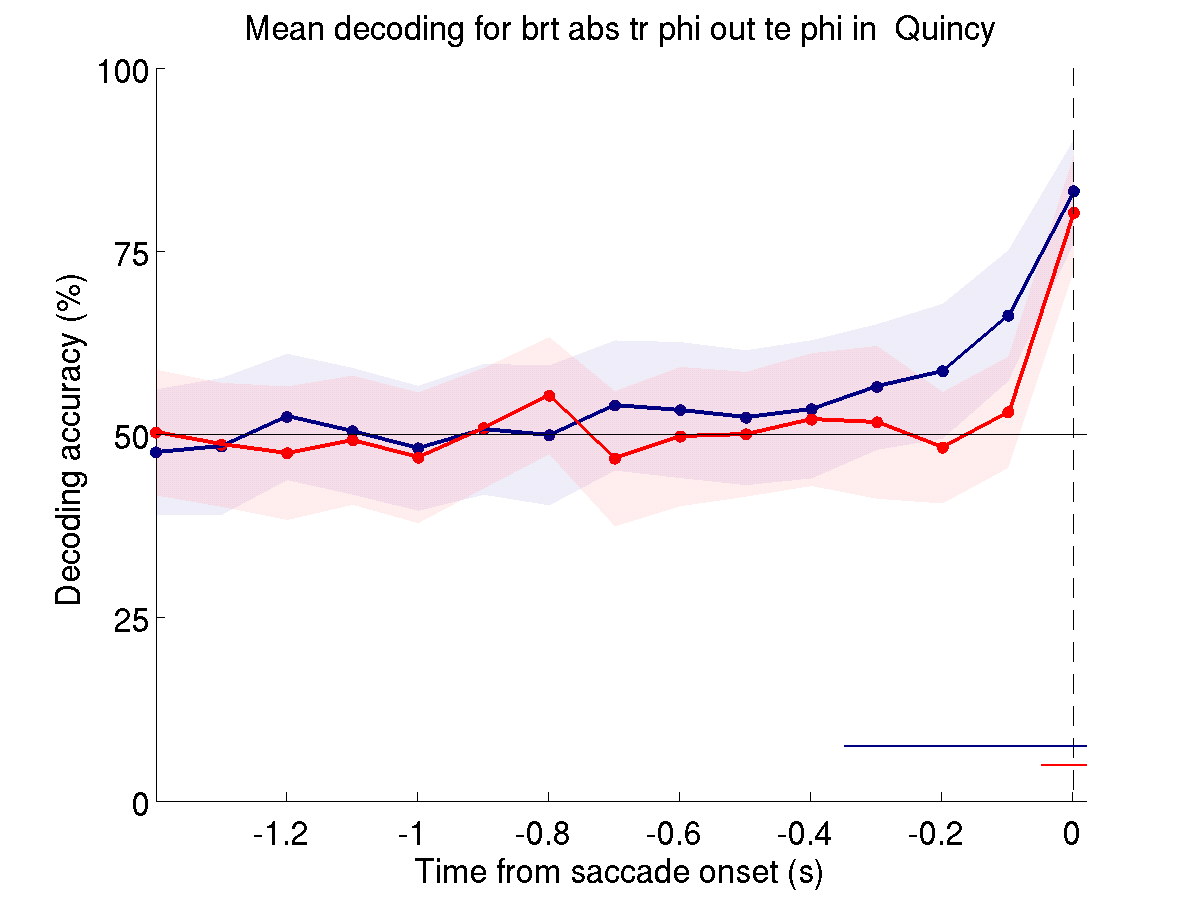 Mean decoding for brt abs tr phi out te phi in  Quincy
100
75
50
25
0
Decoding accuracy (%)
-1.2 -1 -0.8 -0.6 -0.4 -0.2 0
Time from saccade onset (s)